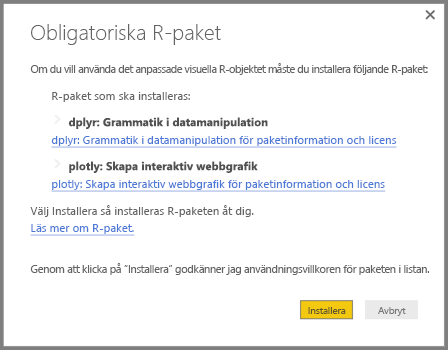 Obligatoriska R-paket
Om du vill använda det anpassade visuella R-objektet måste du installera följande R-paket:
R-paket som ska installeras:
dplyr: Grammatik i datamanipulation
dplyr: Grammatik i datamanipulation för paketinformation och licens
plotly: Skapa interaktiv webbgrafik
plotly: Skapa interaktiv webbgrafik för paketinformation och licens
Välj Installera så installeras R-paketen åt dig.
Läs mer om R-paket.
Genom att klicka på "Installera" godkänner jag användningsvillkoren för paketen i listan.
Installera Avbryt